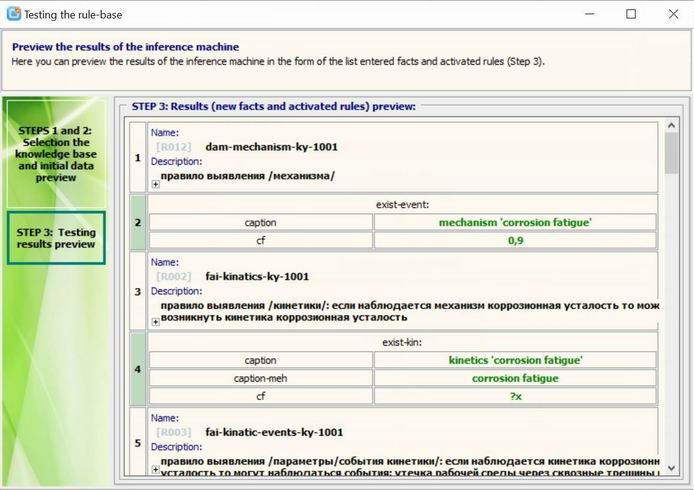 Testing the rule-base
Preview the results of the inference machine
Here you can preview the results of the inference machine in the form of the list entered facts and activated rules (Step 3).
STEPS 1 and 2:
Selection the
knowledge base
and initial data
preview
STEP 3: Testing
results preview
STEP 3: Results (new facts and activated rules) preview:
1
Name:
[R012] dam-mechanism-ky-1001
Description:
правило выявления /механизма/
2
exist-event:
caption mechanism 'corrosion fatigue'
cf 0,9
3
Name:
[R002] fai-kinatics-ky-1001
Description:
правило выявления /кинетики/: если наблюдается механизм коррозионная усталость то мож
возникнуть кинетика коррозионная усталость
4
exist-kin:
caption kinetics 'corrosion fatigue'
caption-meh corrosion fatigue
cf ?x
5
Name:
[R003] fai-kinatic-events-ky-1001
Description:
правило выявления /параметры/события кинетики/: если наблюдается кинетика коррозионн
усталость то могут наблюдаться события: утечка рабочей среды через сквозные трещины